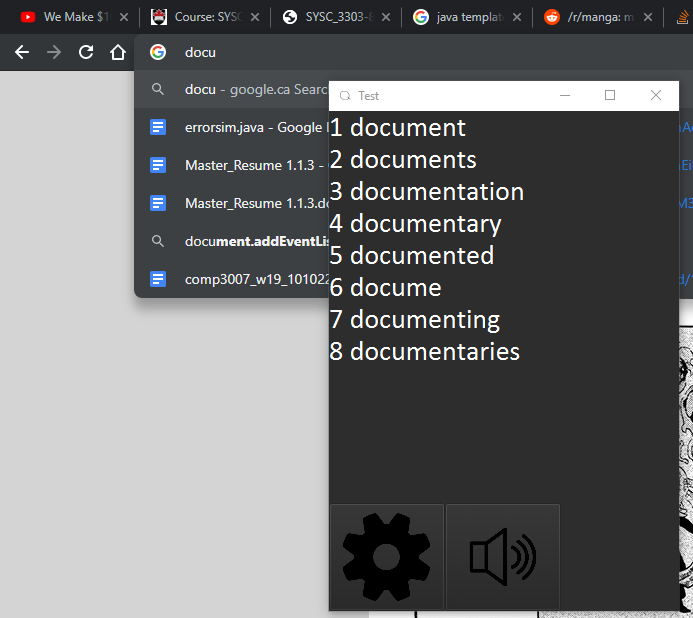 We Make $1
Course: SYSC
SYSC_3303-
java templat
/r/manga: m
docu
docu - google.ca Searc
errorsim.java - Google
Master_Resume 1.1.3 -
Master_Resume 1.1.3.do
document.addEventLis
comp3007_w19_101022
Test
1 document
2 documents
3 documentation
4 documentary
5 documented
6 docume
7 documenting
8 documentaries